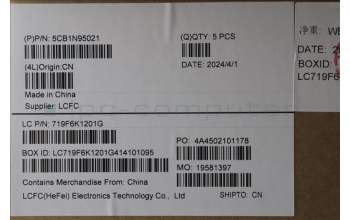 (P)P/N: 5CB1N95021
(Q)QTY: 5 PCS
(4L)Origin:CN
DATE: 2024/4/1
Made in China
Supplier: LCFC
净重:
DATE: 2
BOXID:
LC719F6K1201G
LC P/N: 719F6K1201G
PO: 4A4502101178
BOX ID: LC719F6K1201G414101095
MO: 19581397
Contains Merchandise From: China
LCFC(HeFei) Electronics Technology Co., Ltd
SHIPTO: CN